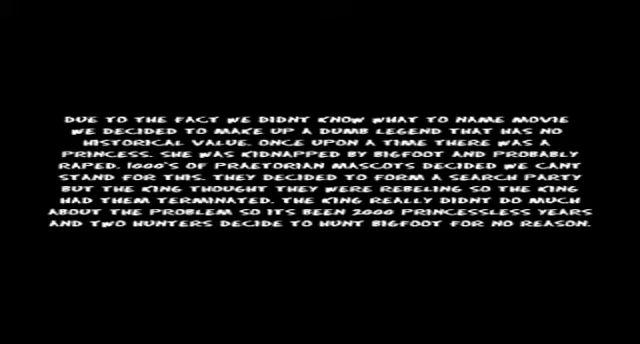 DUE TO THE FACT WE DIDNT KNOW WHAT TO NAME MOVIE
WE DECIDED TO MAKE UP A DUMB LEGEND THAT HAS NO
HISTORICAL VALUE. ONCE UPON A TIME THERE WAS A
PRINCESS. SHE WAS KIDNAPPED BY BIGFOOT AND PROBABLY
RAPED. 1000'S OF PRAETORIAN MASCOTS DECIDED WE CANT
STAND FOR THIS. THEY DECIDED TO FORM A SEARCH PARTY
BUT THE KING THOUGHT THEY WERE REBELING SO THE KING
HAD THEM TERMINATED. THE KING REALLY DIDNT DO MUCH
ABOUT THE PROBLEM SO ITS BEEN 2000 PRINCESSLESS YEARS
AND TWO HUNTERS DECIDE TO HUNT BIGFOOT FOR NO REASON.